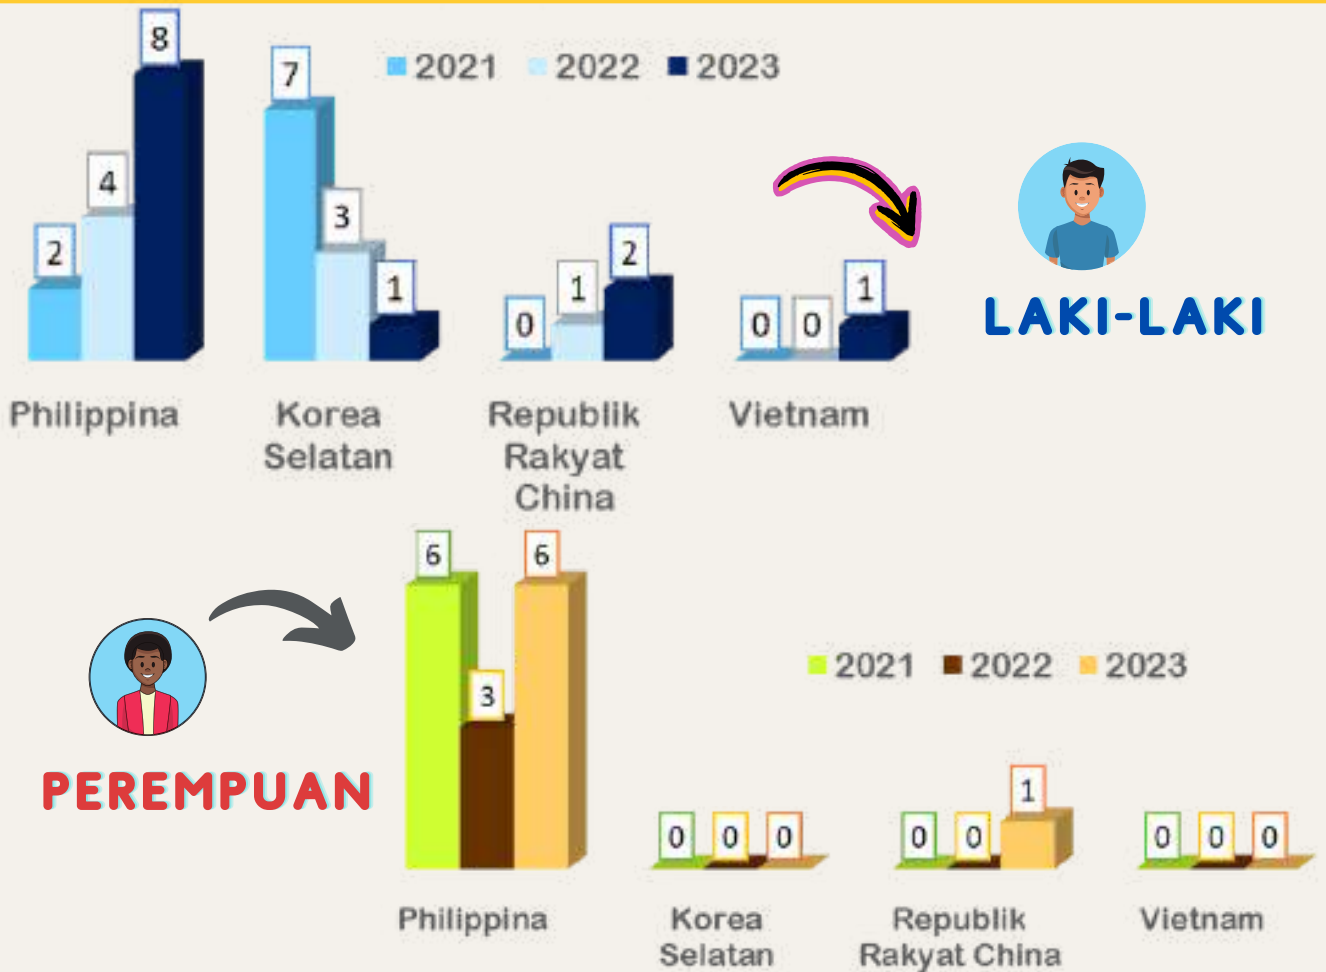 8
7
2021 2022 2023
4
3
2
2
1
1
1
0
0 0
LAKI-LAKI
Philippina
Korea
Selatan
Republik
Rakyat
China
Vietnam
6
6
3
2021 2022 2023
PEREMPUAN
1
0 0 0
0 0
0 0 0
Philippina
Korea
Selatan
Republik
Rakyat China
Vietnam